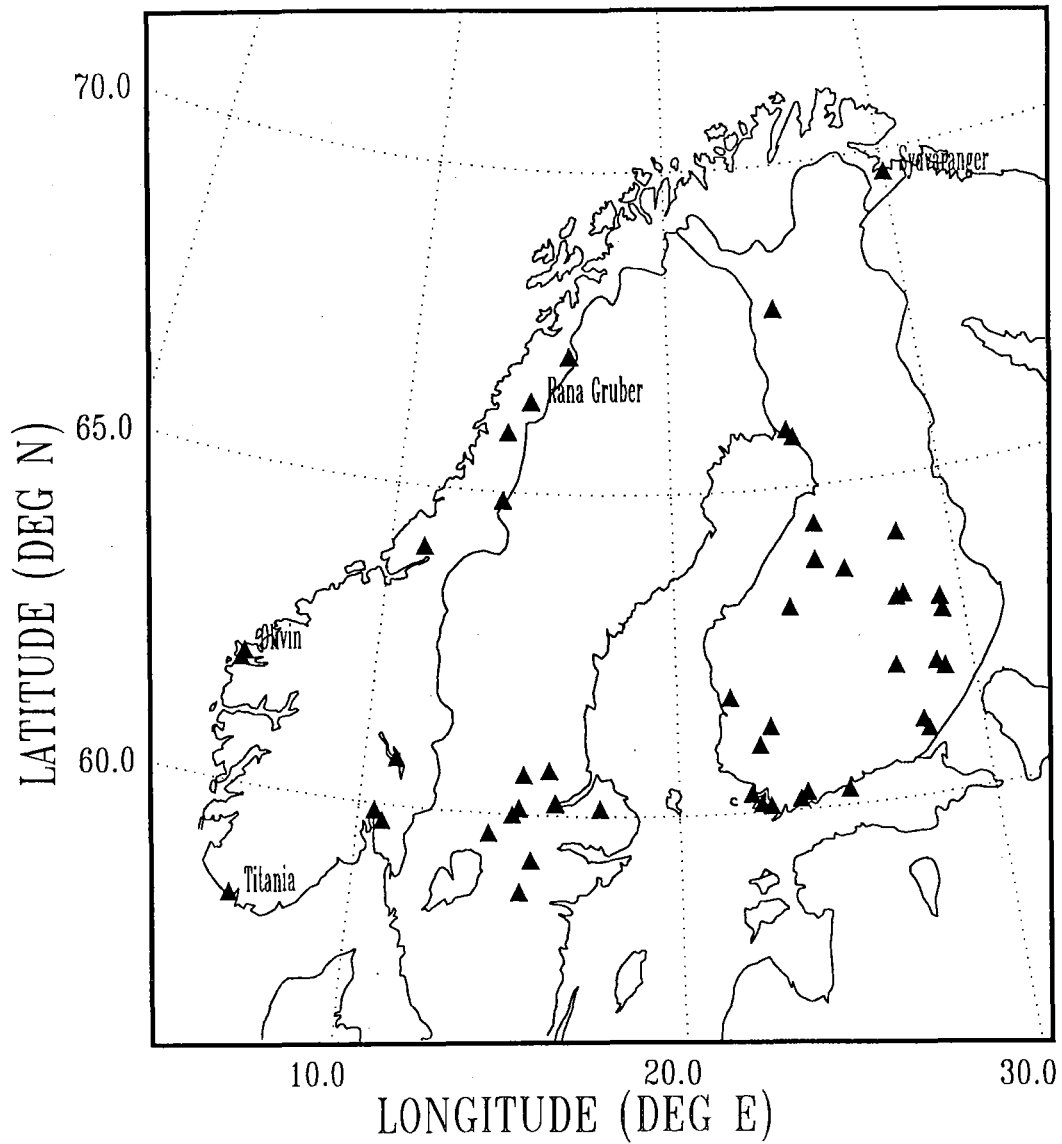 70.0
Sydvaranger
Rana Gruber
65.0
Olivin
60.0
Titania
c
10.0
20.0
30.0
LONGITUDE (DEG E)
LATITUDE (DEG N)